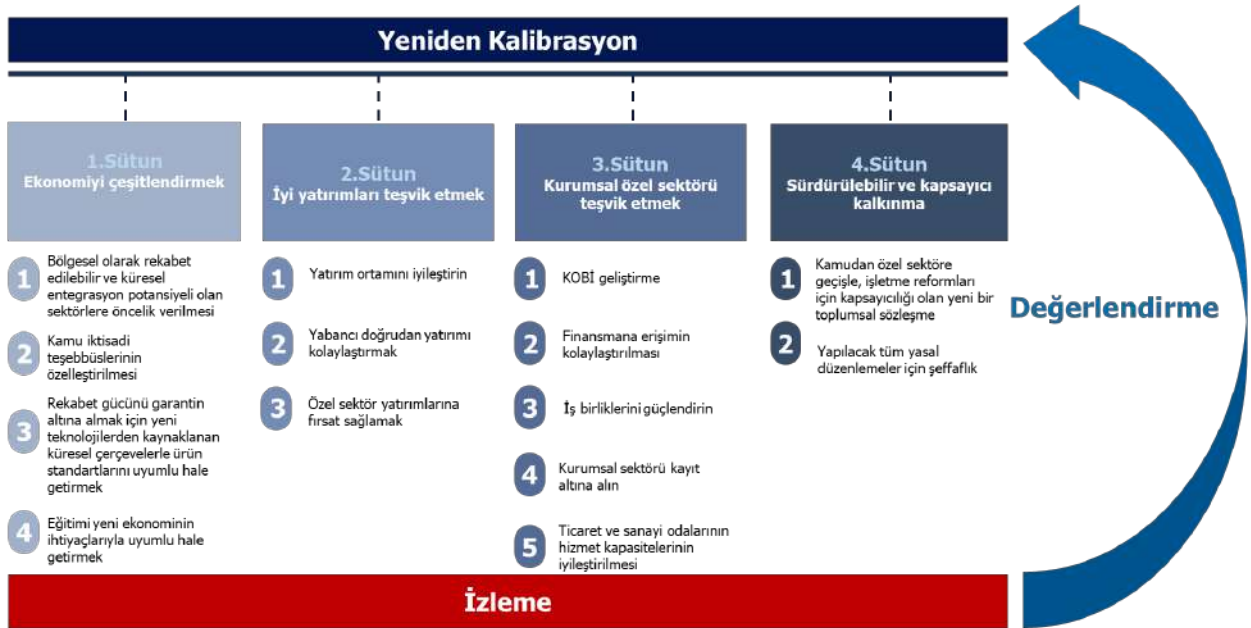 Yeniden Kalibrasyon
1.Sütun
Ekonomiyi çeşitlendirmek
1
Bölgesel olarak rekabet
edilebilir ve küresel
entegrasyon potansiyeli olan
sektörlere öncelik verilmesi
2
Kamu iktisadi
teşebbüslerinin
özelleştirilmesi
3
Rekabet gücünü garantin
altına almak için yeni
teknolojilerden kaynaklanan
küresel çerçevelerle ürün
standartlarını uyumlu hale
getirmek
4
Eğitimi yeni ekonominin
ihtiyaçlarıyla uyumlu hale
getirmek
2.Sütun
İyi yatırımları teşvik etmek
1
Yatırım ortamını iyileştirin
2
Yabancı doğrudan yatırımı
kolaylaştırmak
3
Özel sektör yatırımlarına
fırsat sağlamak
3.Sütun
Kurumsal özel sektörü
teşvik etmek
1
KOBİ geliştirme
2
Finansmana erişimin
kolaylaştırılması
3
İş birliklerini güçlendirin
4
Kurumsal sektörü kayıt
altına alın
5
Ticaret ve sanayi odalarının
hizmet kapasitelerinin
iyileştirilmesi
4.Sütun
Sürdürülebilir ve kapsayıcı
kalkınma
1
Kamudan özel sektöre
geçişle, işletme reformları
için kapsayıcılığı olan yeni bir
toplumsal sözleşme
2
Yapılacak tüm yasal
düzenlemeler için şeffaflık
Değerlendirme
İzleme